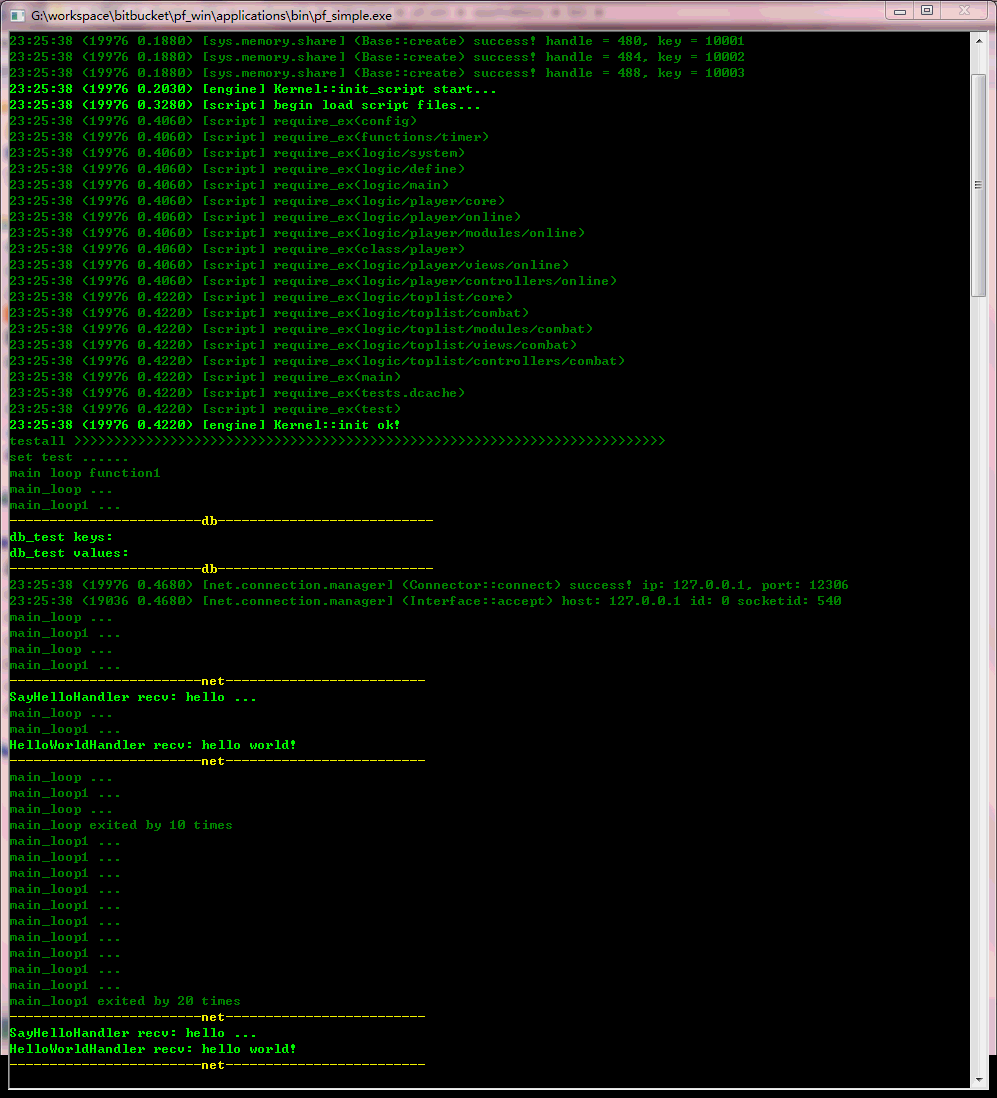 G:\workspace\bitbucket\pf_win\applications\bin\pf_simple.exe
23:25:38 (19976 0.1880) [sys.memory.share] (Base::create) success! handle = 480, key = 10001
23:25:38 (19976 0.1880) [sys.memory.share] (Base::create) success! handle = 484, key = 10002
23:25:38 (19976 0.1880) [sys.memory.share] (Base::create) success! handle = 488, key = 10003
23:25:38 (19976 0.2030) [engine] Kernel::init_script start...
23:25:38 (19976 0.3280) [script] begin load script files...
23:25:38 (19976 0.4060) [script] require_ex(config)
23:25:38 (19976 0.4060) [script] require_ex(functions/timer)
23:25:38 (19976 0.4060) [script] require_ex(logic/system)
23:25:38 (19976 0.4060) [script] require_ex(logic/define)
23:25:38 (19976 0.4060) [script] require_ex(logic/main)
23:25:38 (19976 0.4060) [script] require_ex(logic/player/core)
23:25:38 (19976 0.4060) [script] require_ex(logic/player/online)
23:25:38 (19976 0.4060) [script] require_ex(logic/player/modules/online)
23:25:38 (19976 0.4060) [script] require_ex(class/player)
23:25:38 (19976 0.4060) [script] require_ex(logic/player/views/online)
23:25:38 (19976 0.4060) [script] require_ex(logic/player/controllers/online)
23:25:38 (19976 0.4220) [script] require_ex(logic/toplist/core)
23:25:38 (19976 0.4220) [script] require_ex(logic/toplist/combat)
23:25:38 (19976 0.4220) [script] require_ex(logic/toplist/modules/combat)
23:25:38 (19976 0.4220) [script] require_ex(logic/toplist/views/combat)
23:25:38 (19976 0.4220) [script] require_ex(logic/toplist/controllers/combat)
23:25:38 (19976 0.4220) [script] require_ex(main)
23:25:38 (19976 0.4220) [script] require_ex(tests.dcache)
23:25:38 (19976 0.4220) [script] require_ex(test)
23:25:38 (19976 0.4220) [engine] Kernel::init ok!
testall >>>>>>>>>>>>>>>>>>>>>>>>>>>>>>>>>>>>>>>>>>>>>>>>>>>>>>>>>>>>>>>>>>>>>>>>>>
set test ......
main loop function1
main_loop ...
main_loop1 ...
------------------------db---------------------------
db_test keys:
db_test values:
------------------------db---------------------------
23:25:38 (19976 0.4680) [net.connection.manager] (Connector::connect) success! ip: 127.0.0.1, port: 12306
23:25:38 (19036 0.4680) [net.connection.manager] (Interface::accept) host: 127.0.0.1 id: 0 socketid: 540
main_loop ...
main_loop1 ...
main_loop ...
main_loop1 ...
------------------------net-------------------------
SayHelloHandler recv: hello ...
main_loop ...
main_loop1 ...
HelloWorldHandler recv: hello world!
------------------------net-------------------------
main_loop ...
main_loop1 ...
main_loop ...
main_loop exited by 10 times
main_loop1 ...
main_loop1 ...
main_loop1 ...
main_loop1 ...
main_loop1 ...
main_loop1 ...
main_loop1 ...
main_loop1 ...
main_loop1 ...
main_loop1 ...
main_loop1 exited by 20 times
------------------------net-------------------------
SayHelloHandler recv: hello ...
HelloWorldHandler recv: hello world!
------------------------net-------------------------